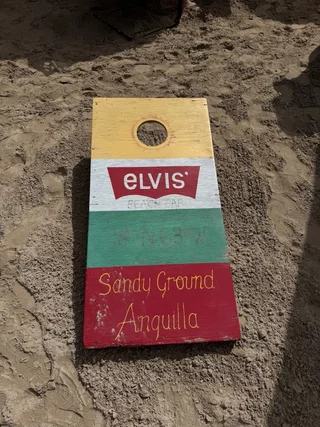 eLVIS'
BEACH BAR
Sandy Ground
Anguilla